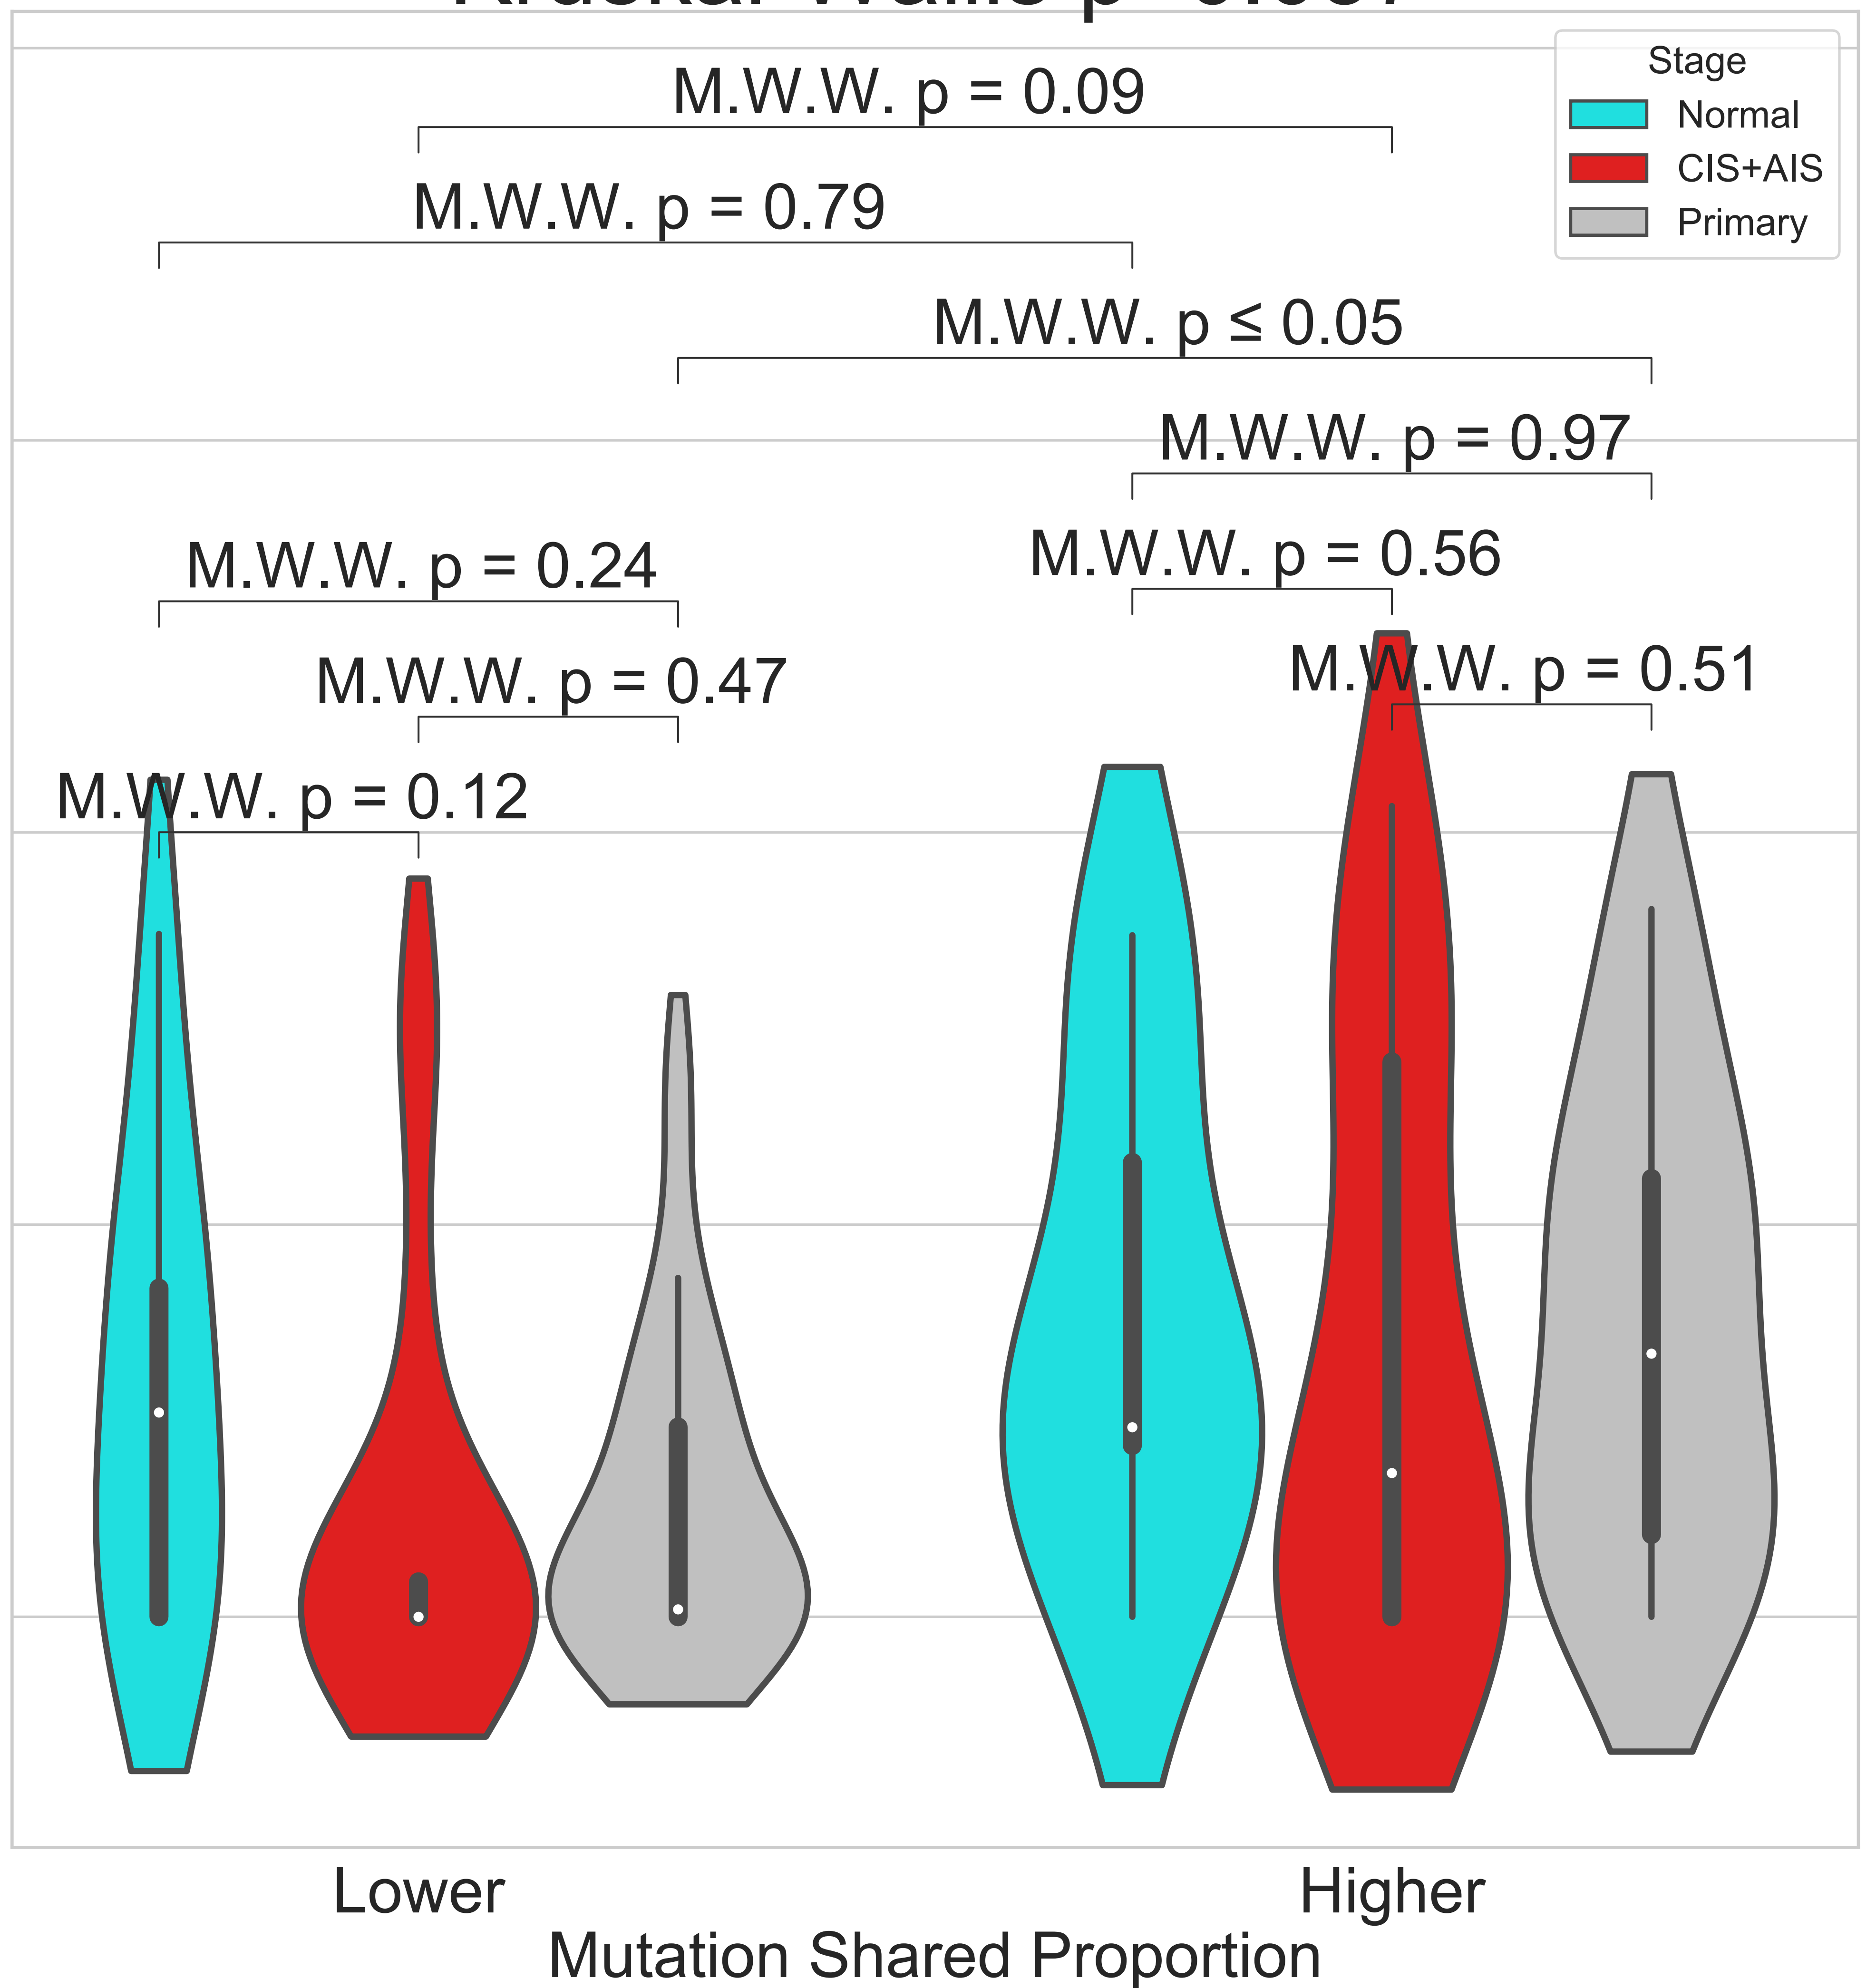 Stage
Normal
CIS+AIS
Primary
M.W.W. p = 0.09
M.W.W. p = 0.79
M.W.W. p ≤ 0.05
M.W.W. p = 0.97
M.W.W. p = 0.24
M.W.W. p = 0.56
M.W.W. p = 0.47
M.W.W. p = 0.51
M.W.W. p = 0.12
Lower
Higher
Mutation Shared Proportion